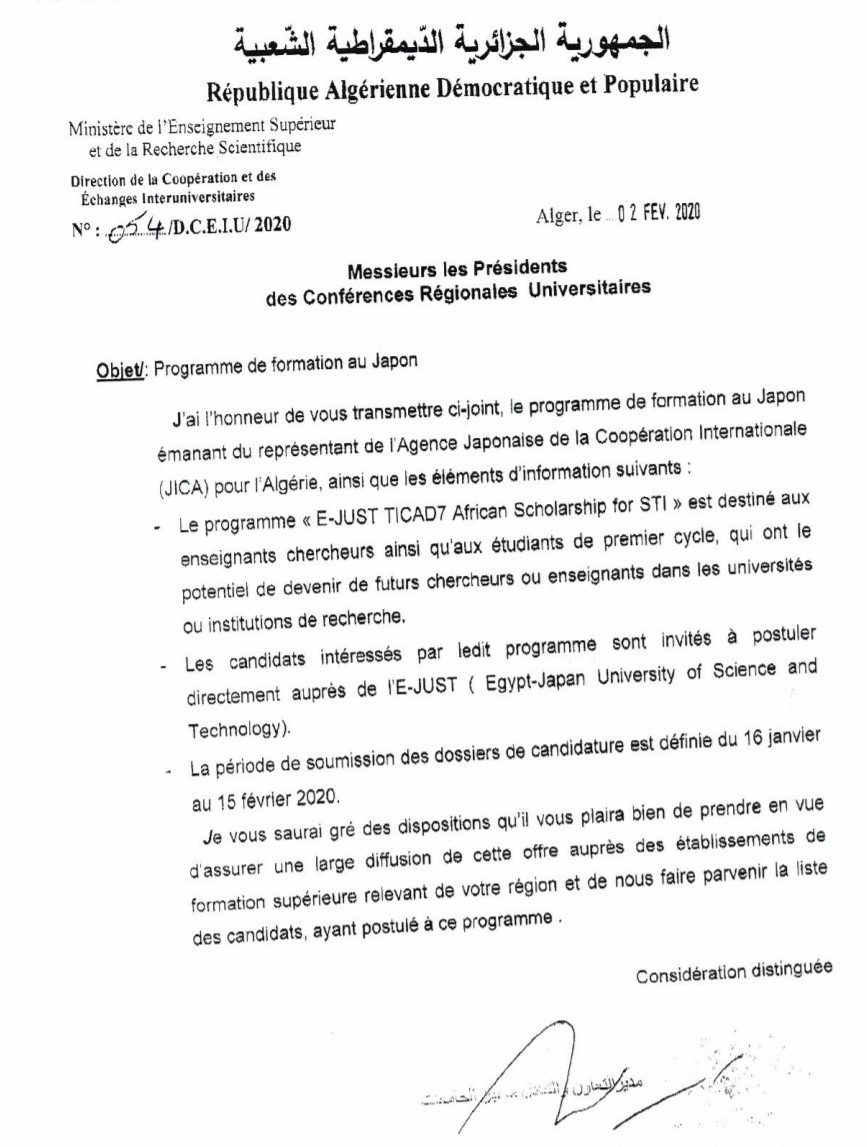 الجمهورية الجزائرية الدّيمقراطية الشّعبية
République Algérienne Démocratique et Populaire
Ministère de l'Enseignement Supérieur
et de la Recherche Scientifique
Direction de la Coopération et des
Échanges Interuniversitaires
N° : 054/D.C.E.I.U/ 2020
Alger, le 02 FEV. 2020
Messieurs les Présidents
des Conférences Régionales Universitaires
Objet/: Programme de formation au Japon
J'ai l'honneur de vous transmettre ci-joint, le programme de formation au Japon
émanant du représentant de l'Agence Japonaise de la Coopération Internationale
(JICA) pour l'Algérie, ainsi que les éléments d'information suivants :
- Le programme « E-JUST TICAD7 African Scholarship for STI » est destiné aux
enseignants chercheurs ainsi qu'aux étudiants de premier cycle, qui ont le
potentiel de devenir de futurs chercheurs ou enseignants dans les universités
ou institutions de recherche.
- Les candidats intéressés par ledit programme sont invités à postuler
directement auprès de l'E-JUST ( Egypt-Japan University of Science and
Technology).
- La période de soumission des dossiers de candidature est définie du 16 janvier
au 15 février 2020.
Je vous saurai gré des dispositions qu'il vous plaira bien de prendre en vue
d'assurer une large diffusion de cette offre auprès des établissements de
formation supérieure relevant de votre région et de nous faire parvenir la liste
des candidats, ayant postulé à ce programme .
Considération distinguée
مدير التعاون